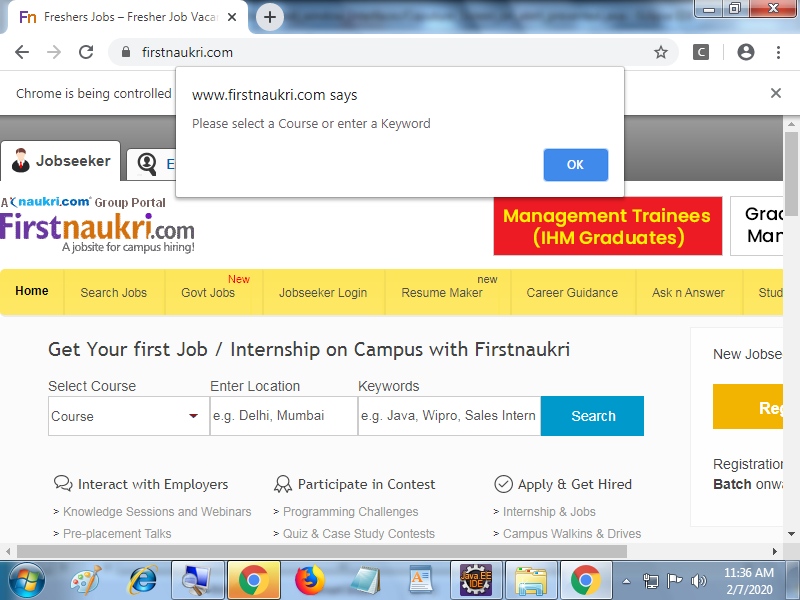 Freshers Jobs – Fresher Job Vacan
firstnaukri.com
C
Chrome is being controlled
www.firstnaukri.com says
Please select a Course or enter a Keyword
OK
Jobseeker
E
A naukri.com® Group Portal
Firstnaukri.com
A jobsite for campus hiring!
Management Trainees
(IHM Graduates)
Grad
Man
New
new
Home
Search Jobs
Govt Jobs
Jobseeker Login
Resume Maker
Career Guidance
Ask n Answer
Stud
Get Your first Job / Internship on Campus with Firstnaukri
Select Course
Enter Location
Keywords
Course
e.g. Delhi, Mumbai
e.g. Java, Wipro, Sales Intern
Search
New Jobse
Reg
Registration
Batch onwa
Interact with Employers
Participate in Contest
Apply & Get Hired
> Knowledge Sessions and Webinars
> Programming Challenges
> Internship & Jobs
> Pre-placement Talks
> Quiz & Case Study Contests
> Campus Walkins & Drives
Java EE
IDE
11:36 AM
2/7/2020